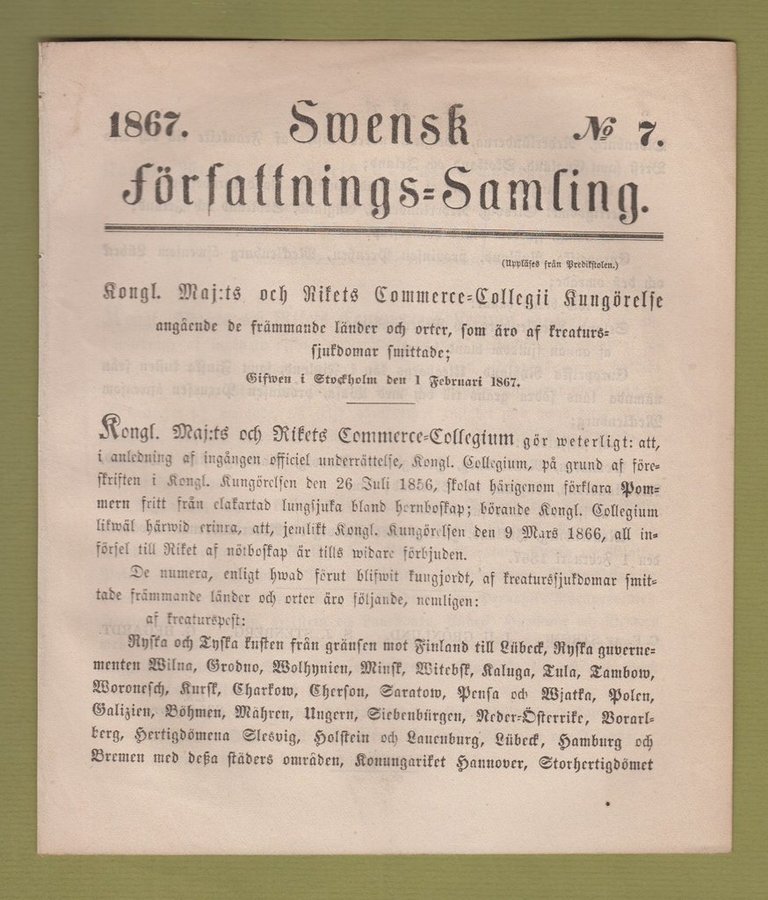 1867. Swensk № 7.
Författnings-Samling.
(Uppläses från Predikstolen.)
Kongl. Maj:ts och Rikets Commerce-Collegii Kungörelse
angående de främmande länder och orter, som äro af kreaturs-
sjukdomar smittade;
Gifwen i Stockholm den 1 Februari 1867.
Kongl. Maj:ts och Rikets Commerce-Collegium gör weterligt: att,
i anledning af ingången officiel underrättelse, Kongl. Collegium, på grund af före-
skriften i Kongl. Kungörelsen den 26 Juli 1856, skolat härigenom förklara Pom-
mern fritt från elakartad lungsjuka bland hornboskap; börande Kongl. Collegium
likwäl härwid erinra, att, jemlikt Kongl. Kungörelsen den 9 Mars 1866, all in-
försel till Riket af nötboskap är tills widare förbjuden.
De numera, enligt hwad förut blifwit kungjordt, af kreaturssjukdomar smit-
tade främmande länder och orter äro följande, nemligen:
af kreaturspest:
Ryska och Tyska kusten från gränsen mot Finland till Lübeck, Ryska guverne-
menten Wilna, Grodno, Wolhynien, Minsk, Witebsk, Kaluga, Tula, Tambow,
Woronesch, Kursk, Charkow, Cherson, Saratow, Pensa och Wjatka, Polen,
Galizien, Böhmen, Mähren, Ungern, Siebenbürgen, Neder-Österrike, Vorarl-
berg, Hertigdömena Slesvig, Holstein och Lauenburg, Lübeck, Hamburg och
Bremen med deßa städers områden, Konungariket Hannover, Storhertigdömet